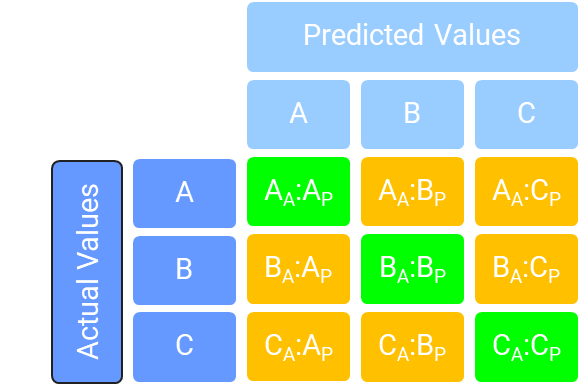 Predicted Values
A B C
Actual Values
A A_A:A_P A_A:B_P A_A:C_P
B B_A:A_P B_A:B_P B_A:C_P
C C_A:A_P C_A:B_P C_A:C_P